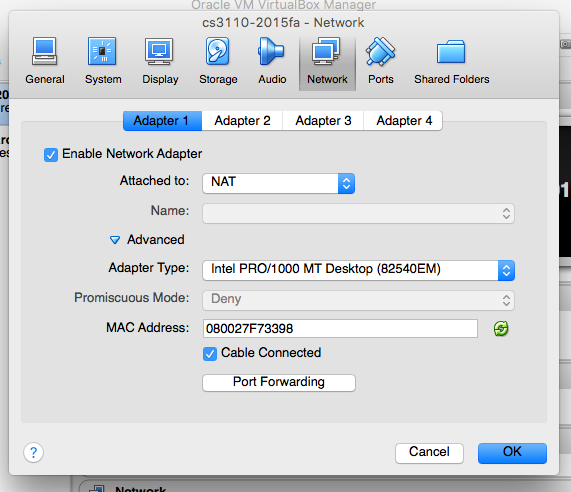 Oracle VM VirtualBox Manager
cs3110-2015fa - Network
General System Display Storage Audio Network Ports Shared Folders
Adapter 1 Adapter 2 Adapter 3 Adapter 4
Enable Network Adapter
Attached to: NAT
Name:
Advanced
Adapter Type: Intel PRO/1000 MT Desktop (82540EM)
Promiscuous Mode: Deny
MAC Address: 080027F73398
Cable Connected
Port Forwarding
? Cancel OK
Network